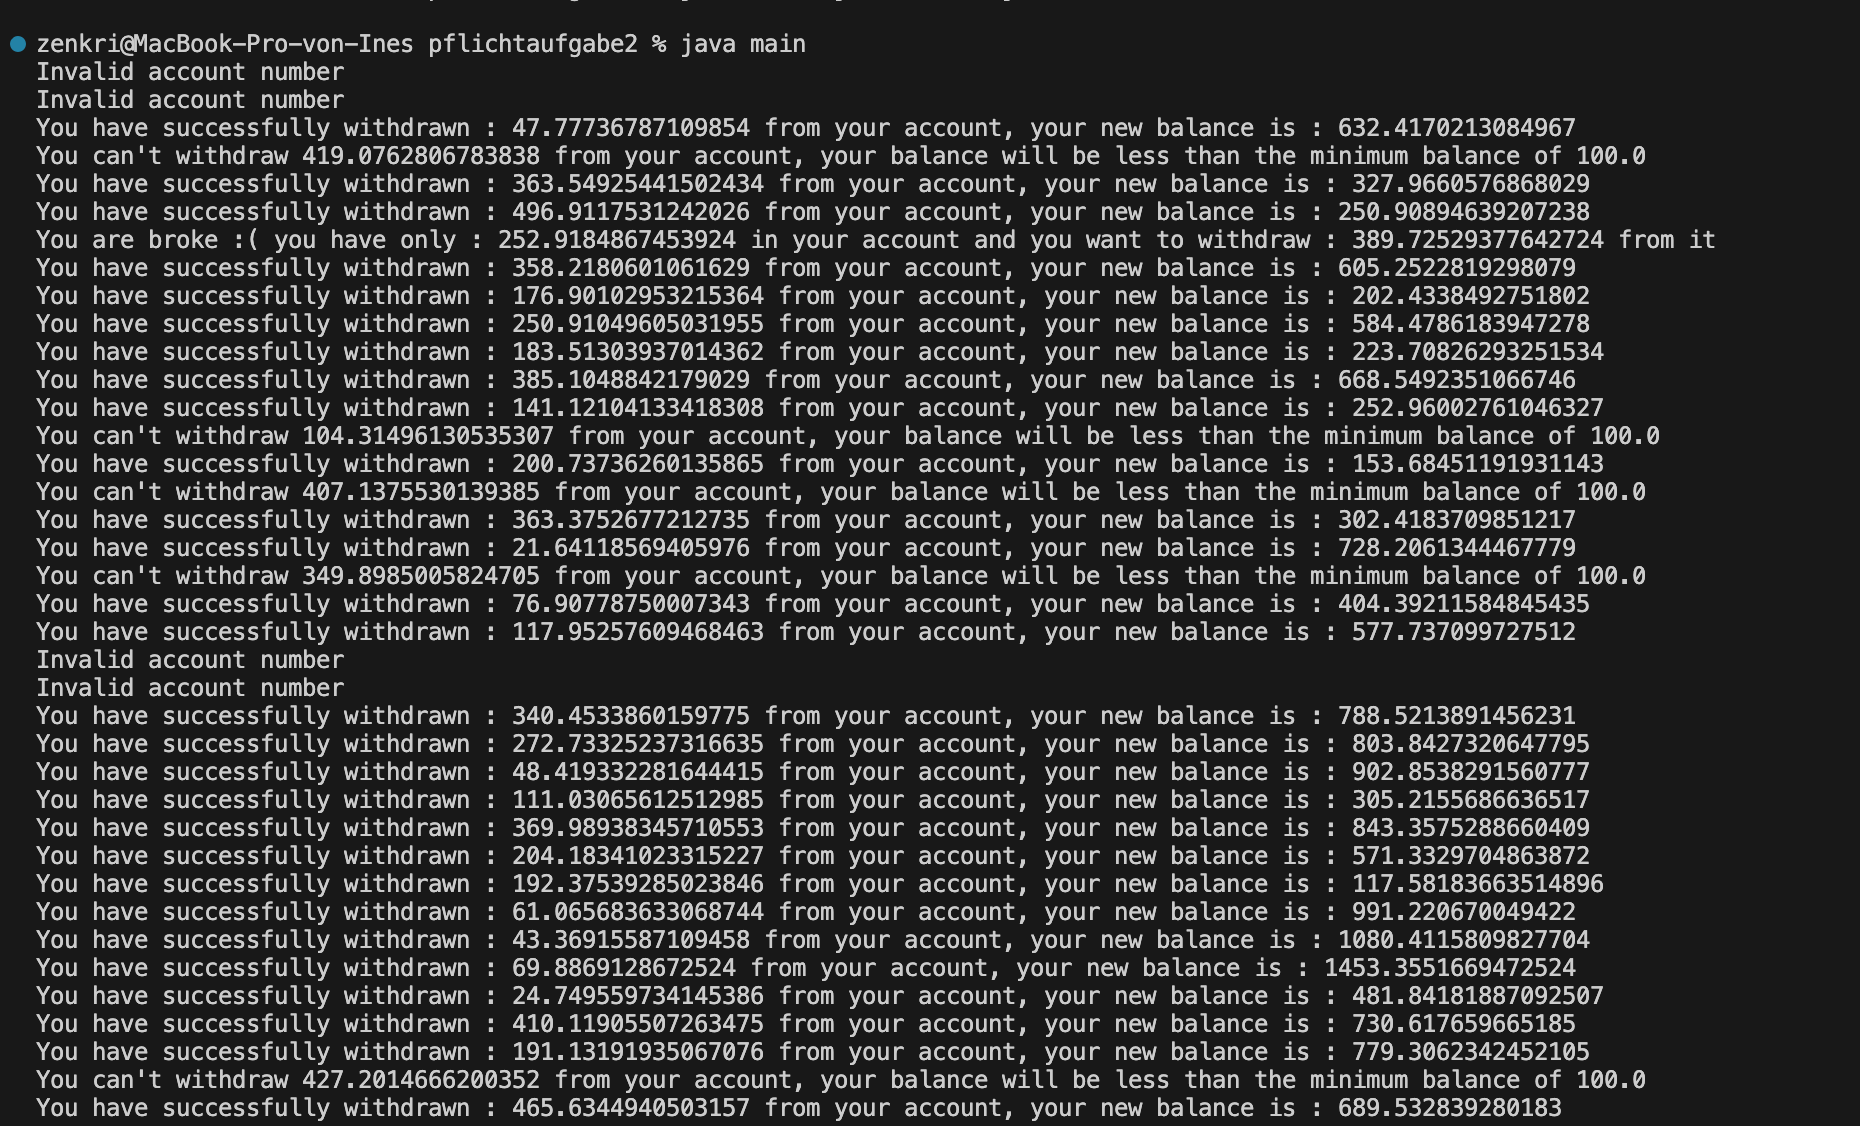 zenkri@MacBook-Pro-von-Ines pflichtaufgabe2 % java main
Invalid account number
Invalid account number
You have successfully withdrawn : 47.77736787109854 from your account, your new balance is : 632.4170213084967
You can't withdraw 419.0762806783838 from your account, your balance will be less than the minimum balance of 100.0
You have successfully withdrawn : 363.54925441502434 from your account, your new balance is : 327.9660576868029
You have successfully withdrawn : 496.9117531242026 from your account, your new balance is : 250.90894639207238
You are broke :( you have only : 252.9184867453924 in your account and you want to withdraw : 389.72529377642724 from it
You have successfully withdrawn : 358.2180601061629 from your account, your new balance is : 605.2522819298079
You have successfully withdrawn : 176.90102953215364 from your account, your new balance is : 202.4338492751802
You have successfully withdrawn : 250.91049605031955 from your account, your new balance is : 584.4786183947278
You have successfully withdrawn : 183.51303937014362 from your account, your new balance is : 223.70826293251534
You have successfully withdrawn : 385.1048842179029 from your account, your new balance is : 668.5492351066746
You have successfully withdrawn : 141.12104133418308 from your account, your new balance is : 252.96002761046327
You can't withdraw 104.31496130535307 from your account, your balance will be less than the minimum balance of 100.0
You have successfully withdrawn : 200.73736260135865 from your account, your new balance is : 153.68451191931143
You can't withdraw 407.1375530139385 from your account, your balance will be less than the minimum balance of 100.0
You have successfully withdrawn : 363.3752677212735 from your account, your new balance is : 302.4183709851217
You have successfully withdrawn : 21.64118569405976 from your account, your new balance is : 728.2061344467779
You can't withdraw 349.8985005824705 from your account, your balance will be less than the minimum balance of 100.0
You have successfully withdrawn : 76.90778750007343 from your account, your new balance is : 404.39211584845435
You have successfully withdrawn : 117.95257609468463 from your account, your new balance is : 577.737099727512
Invalid account number
Invalid account number
You have successfully withdrawn : 340.4533860159775 from your account, your new balance is : 788.5213891456231
You have successfully withdrawn : 272.73325237316635 from your account, your new balance is : 803.8427320647795
You have successfully withdrawn : 48.419332281644415 from your account, your new balance is : 902.8538291560777
You have successfully withdrawn : 111.03065612512985 from your account, your new balance is : 305.2155686636517
You have successfully withdrawn : 369.98938345710553 from your account, your new balance is : 843.3575288660409
You have successfully withdrawn : 204.18341023315227 from your account, your new balance is : 571.3329704863872
You have successfully withdrawn : 192.37539285023846 from your account, your new balance is : 117.58183663514896
You have successfully withdrawn : 61.065683633068744 from your account, your new balance is : 991.220670049422
You have successfully withdrawn : 43.36915587109458 from your account, your new balance is : 1080.4115809827704
You have successfully withdrawn : 69.8869128672524 from your account, your new balance is : 1453.3551669472524
You have successfully withdrawn : 24.749559734145386 from your account, your new balance is : 481.84181887092507
You have successfully withdrawn : 410.11905507263475 from your account, your new balance is : 730.617659665185
You have successfully withdrawn : 191.13191935067076 from your account, your new balance is : 779.3062342452105
You can't withdraw 427.2014666200352 from your account, your balance will be less than the minimum balance of 100.0
You have successfully withdrawn : 465.6344940503157 from your account, your new balance is : 689.532839280183